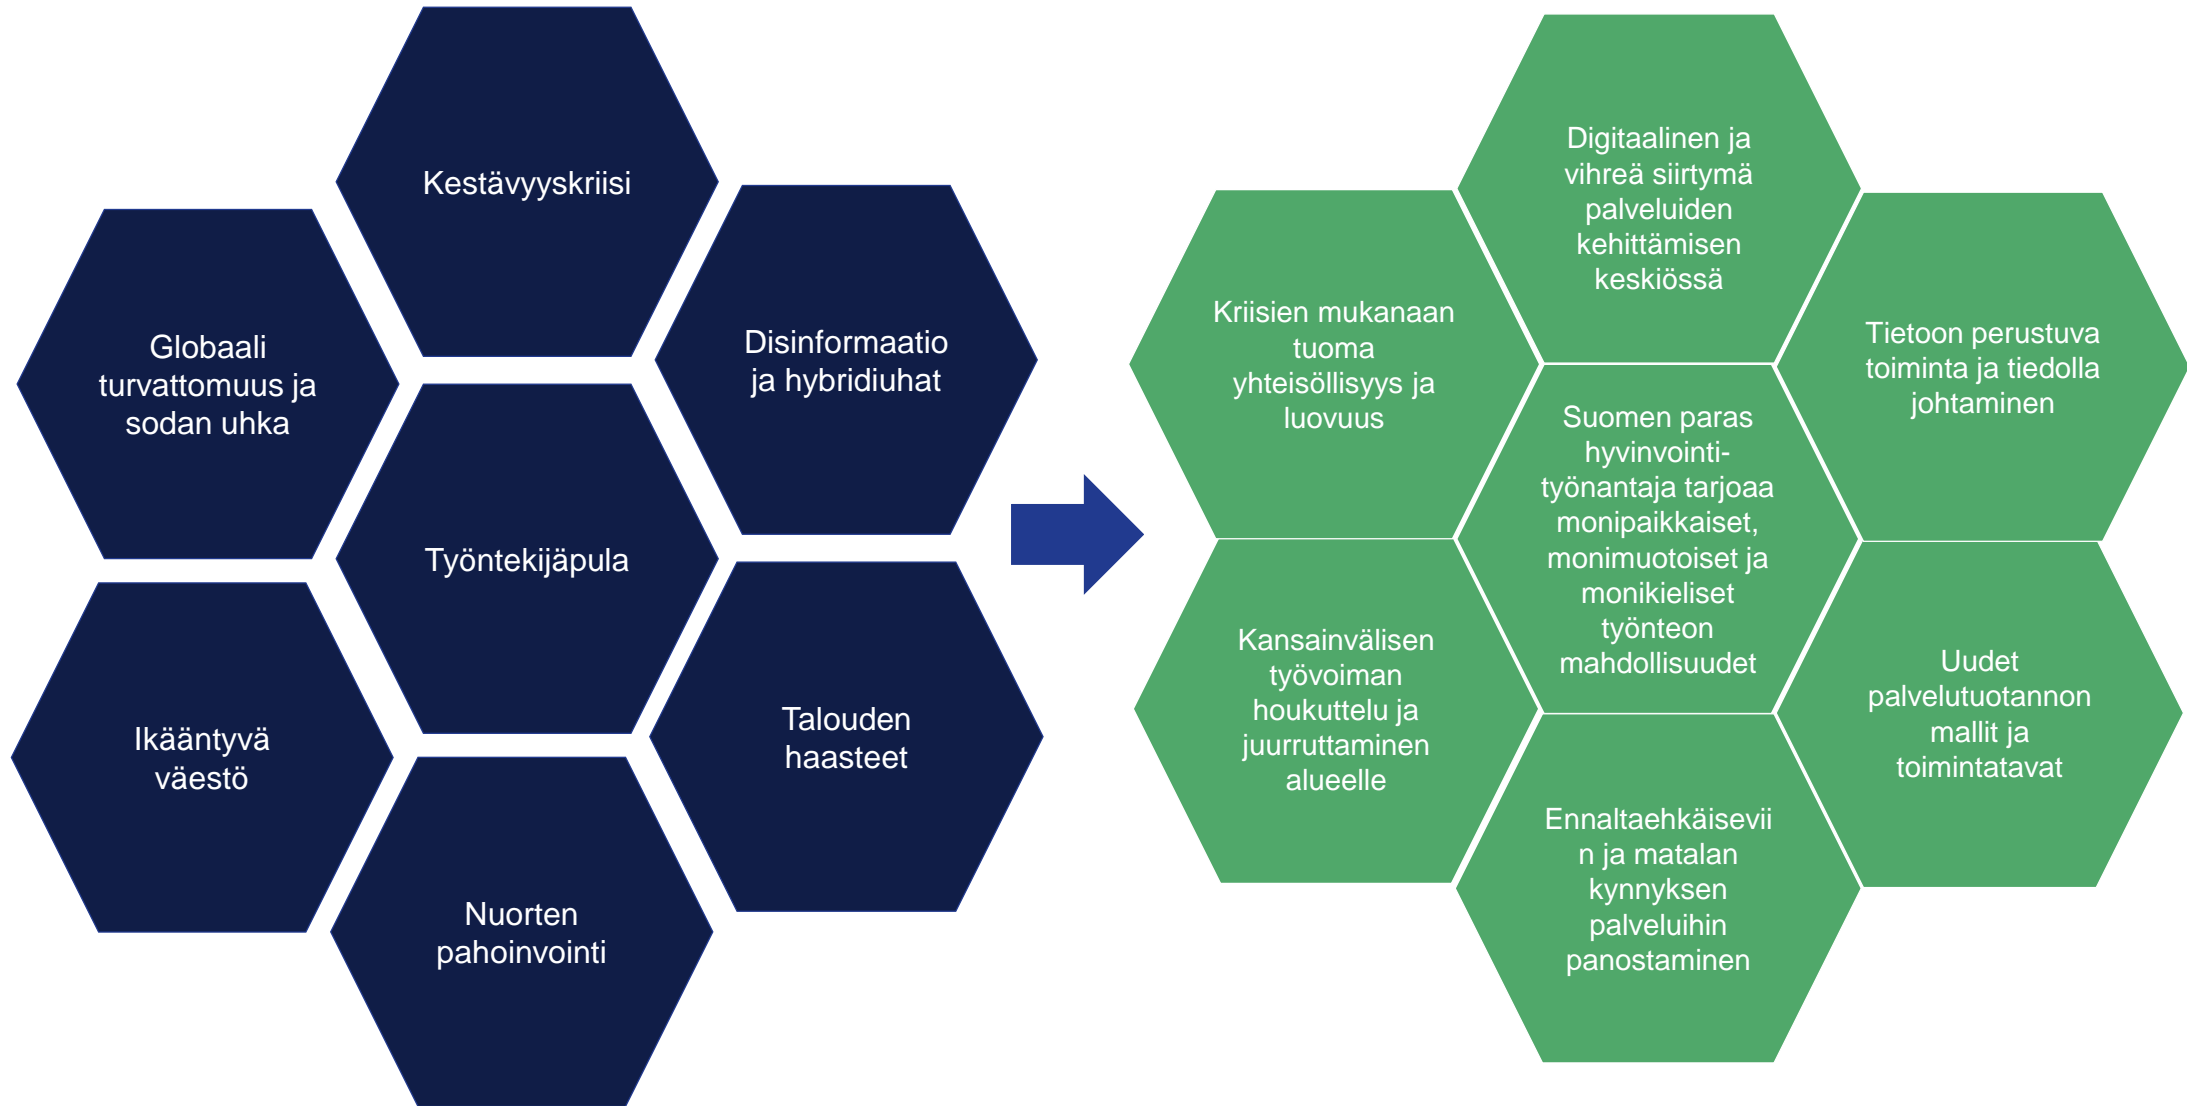 Kestävyyskriisi
Globaali
turvattomuus ja
sodan uhka
Disinformaatio
ja hybridiuhat
Työntekijäpula
Ikääntyvä
väestö
Talouden
haasteet
Nuorten
pahoinvointi
Digitaalinen ja
vihreä siirtymä
palveluiden
kehittämisen
keskiössä
Kriisien mukanaan
tuoma
yhteisöllisyys ja
luovuus
Tietoon perustuva
toiminta ja tiedolla
johtaminen
Suomen paras
hyvinvointi-
työnantaja tarjoaa
monipaikkaiset,
monimuotoiset ja
monikieliset
työnteon
mahdollisuudet
Kansainvälisen
työvoiman
houkuttelu ja
juurruttaminen
alueelle
Uudet
palvelutuotannon
mallit ja
toimintatavat
Ennaltaehkäisevii
n ja matalan
kynnyksen
palveluihin
panostaminen